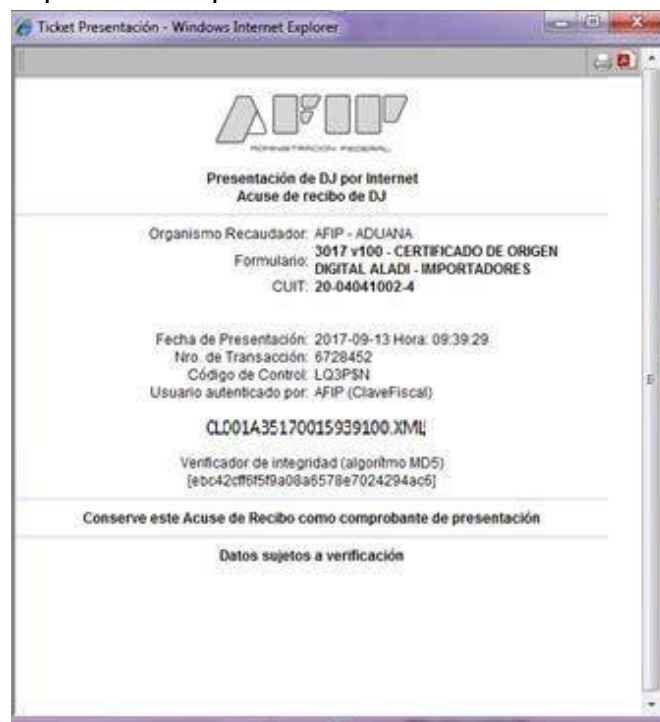 Ticket Presentación - Windows Internet Explorer
AFIP
ADMINISTRACION FEDERAL
Presentación de DJ por Internet
Acuse de recibo de DJ
Organismo Recaudador: AFIP - ADUANA
Formulario: 3017 v100 - CERTIFICADO DE ORIGEN
DIGITAL ALADI - IMPORTADORES
CUIT: 20-04041002-4
Fecha de Presentación: 2017-09-13 Hora: 09:39:29
Nro. de Transacción: 6728452
Código de Control: LQ3PSN
Usuario autenticado por: AFIP (ClaveFiscal)
CL001A35170015939100.XML
Verificador de integridad (algoritmo MD5)
[ebc42cff6f5f9a08a6578e7024294ac6]
Conserve este Acuse de Recibo como comprobante de presentación
Datos sujetos a verificación